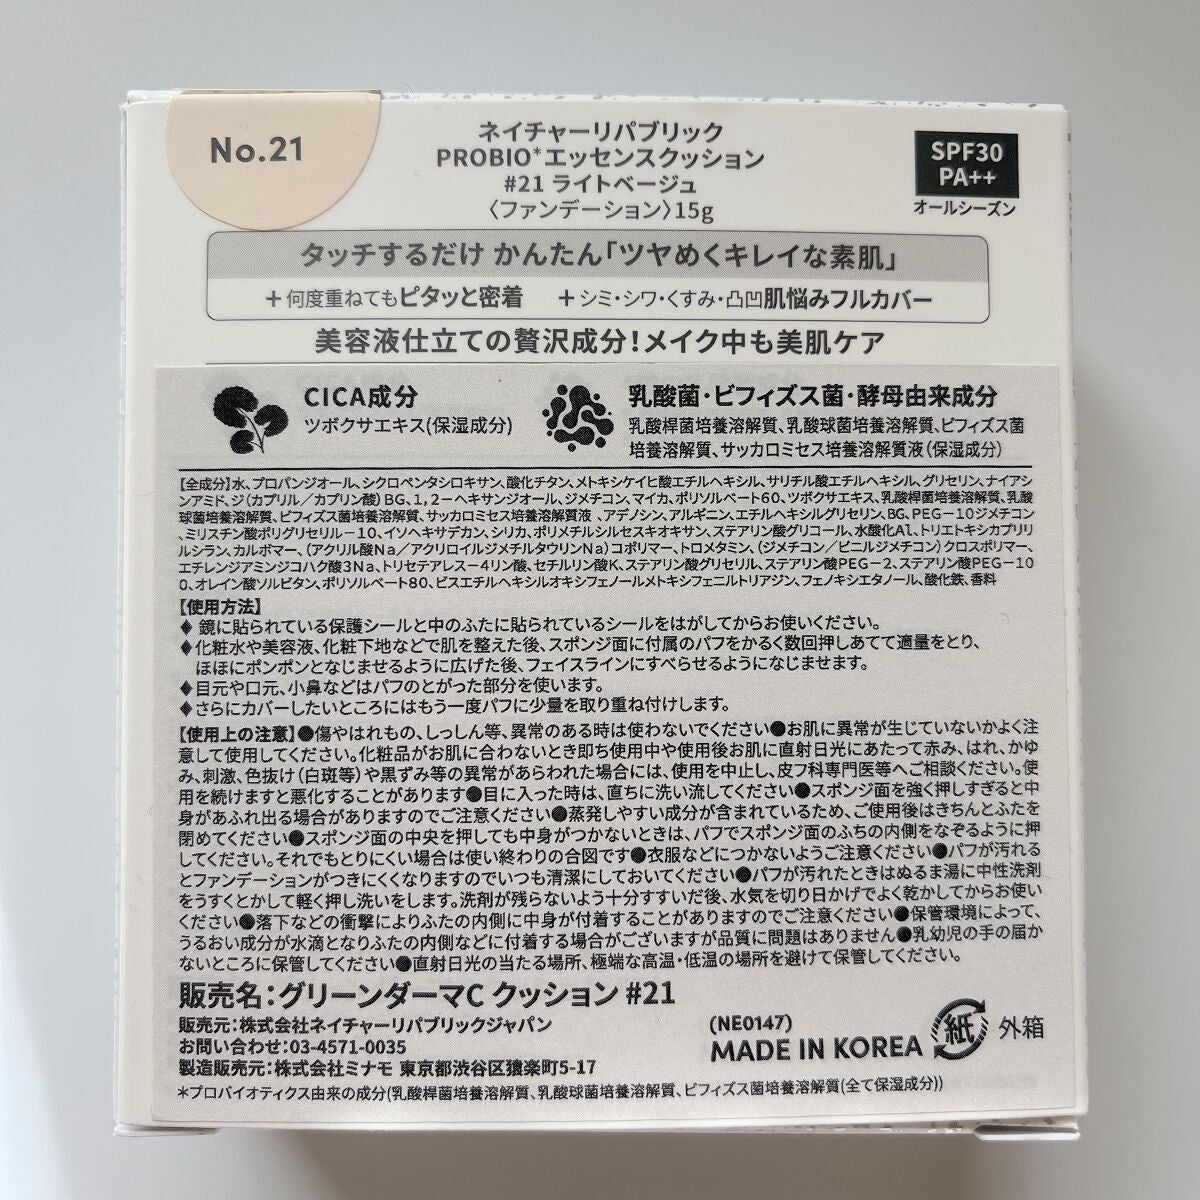 No.21
ネイチャーリパブリック
PROBIO*エッセンスクッション
#21 ライトベージュ
〈ファンデーション〉15g
SPF30
PA++
オールシーズン
タッチするだけ かんたん「ツヤめくキレイな素肌」
＋何度重ねてもピタッと密着 ＋シミ・シワ・くすみ・凸凹肌悩みフルカバー
美容液仕立ての贅沢成分！メイク中も美肌ケア
CICA成分
ツボクサエキス(保湿成分)
乳酸菌・ビフィズス菌・酵母由来成分
乳酸桿菌培養溶解質、乳酸球菌培養溶解質、ビフィズス菌
培養溶解質、サッカロミセス培養溶解質液（保湿成分）
【全成分】水、プロパンジオール、シクロペンタシロキサン、酸化チタン、メトキシケイヒ酸エチルヘキシル、サリチル酸エチルヘキシル、グリセリン、ナイアシ
ンアミド、ジ（カプリル／カプリン酸）BG、1，2－ヘキサンジオール、ジメチコン、マイカ、ポリソルベート60、ツボクサエキス、乳酸桿菌培養溶解質、乳酸
球菌培養溶解質、ビフィズス菌培養溶解質、サッカロミセス培養溶解質液 、アデノシン、アルギニン、エチルヘキシルグリセリン、BG、PEG－10ジメチコン
、ミリスチン酸ポリグリセリル－10、イソヘキサデカン、シリカ、ポリメチルシルセスキオキサン、ステアリン酸グリコール、水酸化Al、トリエトキシカプリリ
ルシラン、カルボマー、（アクリル酸Na／アクリロイルジメチルタウリンNa）コポリマー、トロメタミン、（ジメチコン／ビニルジメチコン）クロスポリマー、
エチレンジアミンジコハク酸3Na、トリセテアレス－4リン酸、セチルリン酸K、ステアリン酸グリセリル、ステアリン酸PEG－2、ステアリン酸PEG－10
0、オレイン酸ソルビタン、ポリソルベート80、ビスエチルヘキシルオキシフェノールメトキシフェニルトリアジン、フェノキシエタノール、酸化鉄、香料
【使用方法】
♦ 鏡に貼られている保護シールと中のふたに貼られているシールをはがしてからお使いください。
♦化粧水や美容液、化粧下地などで肌を整えた後、スポンジ面に付属のパフをかるく数回押しあてて適量をとり、
ほほにポンポンとなじませるように広げた後、フェイスラインにすべらせるようになじませます。
♦目元や口元、小鼻などはパフのとがった部分を使います。
♦さらにカバーしたいところにはもう一度パフに少量を取り重ね付けします。
【使用上の注意】●傷やはれもの、しっしん等、異常のある時は使わないでください●お肌に異常が生じていないかよく注
意して使用してください。化粧品がお肌に合わないとき即ち使用中や使用後お肌に直射日光にあたって赤み、はれ、かゆ
み、刺激、色抜け（白斑等）や黒ずみ等の異常があらわれた場合には、使用を中止し、皮フ科専門医等へご相談ください。使
用を続けますと悪化することがあります●目に入った時は、直ちに洗い流してください●スポンジ面を強く押しすぎると中
身があふれ出る場合がありますのでご注意ください●蒸発しやすい成分が含まれているため、ご使用後はきちんとふたを
閉めてください●スポンジ面の中央を押しても中身がつかないときは、パフでスポンジ面のふちの内側をなぞるように押
してください。それでもとりにくい場合は使い終わりの合図です●衣服などにつかないようご注意ください●パフが汚れる
とファンデーションがつきにくくなりますのでいつも清潔にしておいてください●パフが汚れたときはぬるま湯に中性洗剤
をうすくとかして軽く押し洗いをします。洗剤が残らないよう十分すすいだ後、水気を切り日かげでよく乾かしてからお使い
ください●落下などの衝撃によりふたの内側に中身が付着することがありますのでご注意ください●保管環境によって、
うるおい成分が水滴となりふたの内側などに付着する場合がございますが品質に問題はありません●乳幼児の手の届か
ないところに保管してください●直射日光の当たる場所、極端な高温・低温の場所を避けて保管してください。
販売名：グリーンダーマC クッション #21
販売元：株式会社ネイチャーリパブリックジャパン
お問い合わせ：03-4571-0035
製造販売元：株式会社ミナモ 東京都渋谷区猿楽町5-17
(NE0147)
MADE IN KOREA
紙
外箱
*プロバイオティクス由来の成分(乳酸桿菌培養溶解質、乳酸球菌培養溶解質、ビフィズス菌培養溶解質(全て保湿成分))